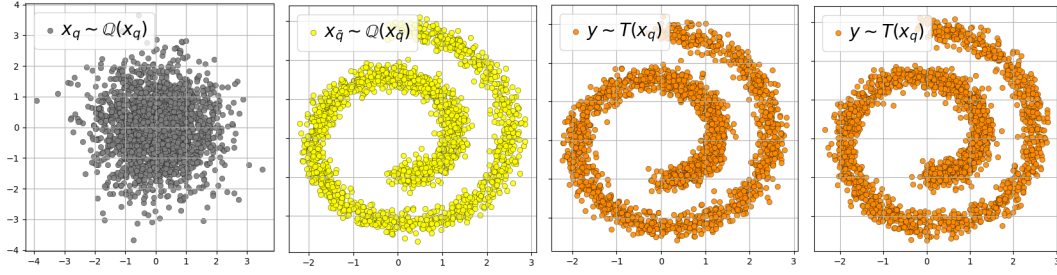 x_q ~ ℚ(x_q)
4
3
2
1
0
−1
−2
−3
−4
−4 −3 −2 −1 0 1 2 3
x_q̄ ~ ℚ(x_q̄)
−2 −1 0 1 2 3
y ~ T(x_q)
−2 −1 0 1 2 3
y ~ T(x_q)
−2 −1 0 1 2 3